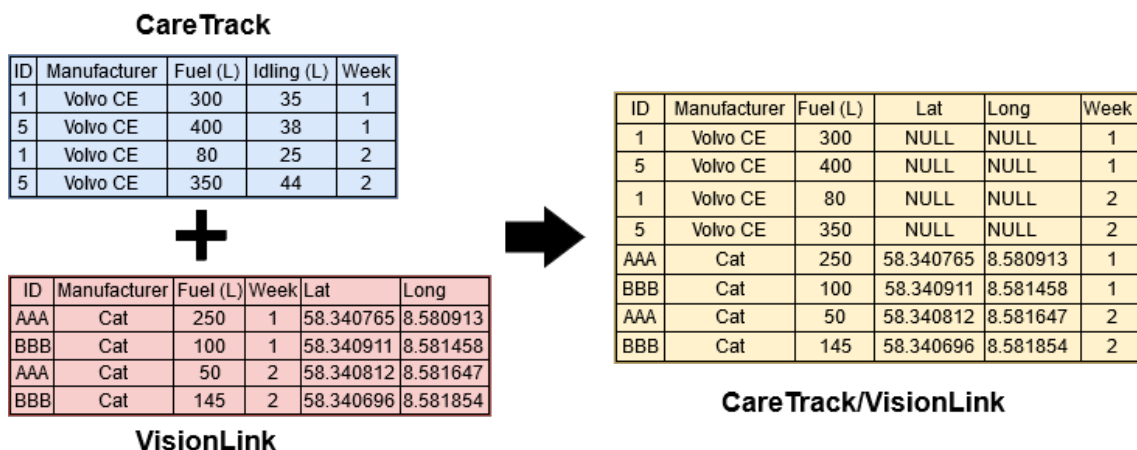 CareTrack
ID Manufacturer Fuel (L) Idling (L) Week
1 Volvo CE 300 35 1
5 Volvo CE 400 38 1
1 Volvo CE 80 25 2
5 Volvo CE 350 44 2
ID Manufacturer Fuel (L) Week Lat Long
AAA Cat 250 1 58.340765 8.580913
BBB Cat 100 1 58.340911 8.581458
AAA Cat 50 2 58.340812 8.581647
BBB Cat 145 2 58.340696 8.581854
VisionLink
ID Manufacturer Fuel (L) Lat Long Week
1 Volvo CE 300 NULL NULL 1
5 Volvo CE 400 NULL NULL 1
1 Volvo CE 80 NULL NULL 2
5 Volvo CE 350 NULL NULL 2
AAA Cat 250 58.340765 8.580913 1
BBB Cat 100 58.340911 8.581458 1
AAA Cat 50 58.340812 8.581647 2
BBB Cat 145 58.340696 8.581854 2
CareTrack/VisionLink